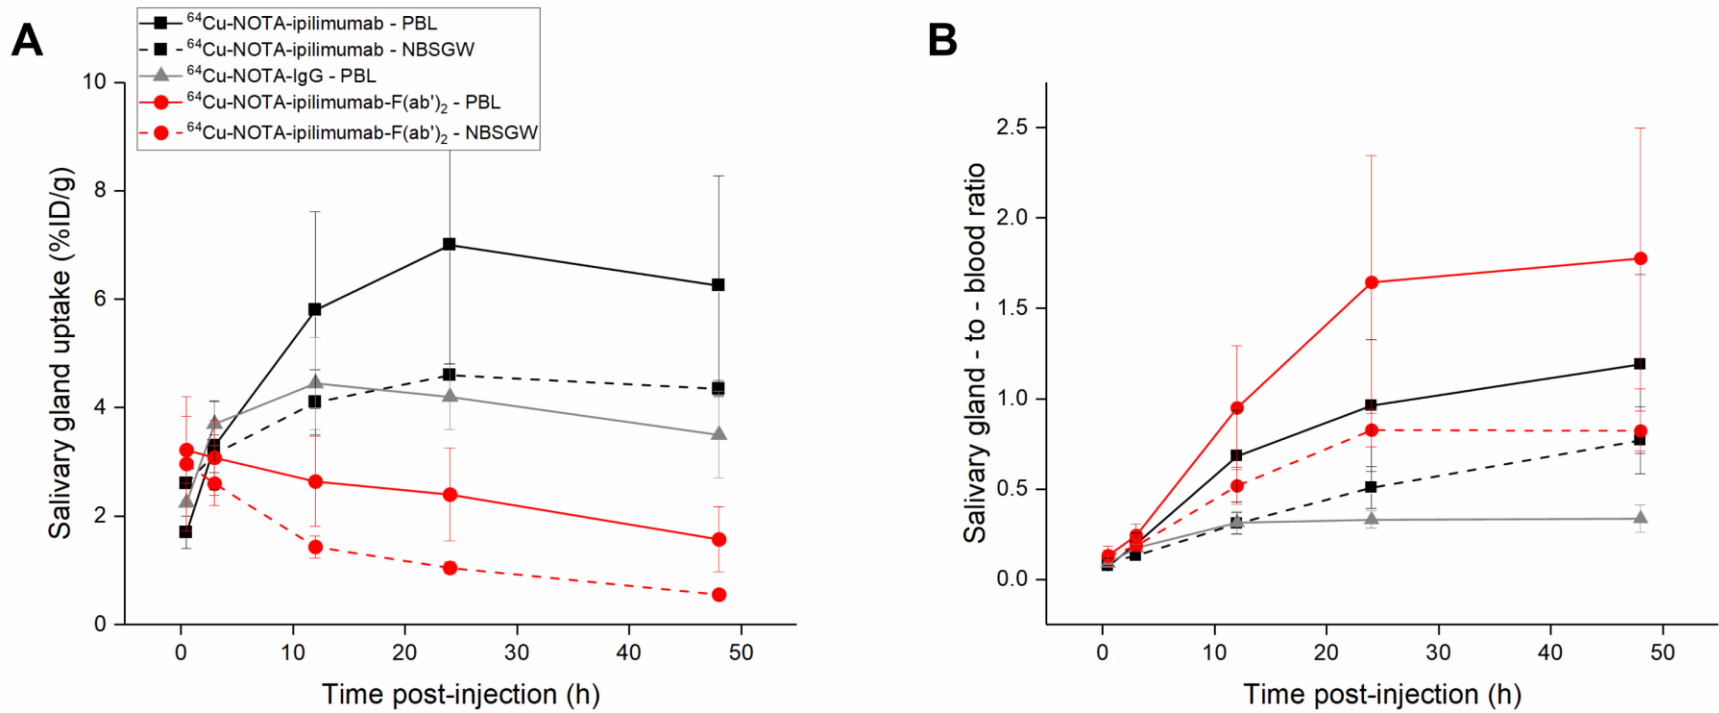 A
⁶⁴Cu-NOTA-ipilimumab - PBL
⁶⁴Cu-NOTA-ipilimumab - NBSGW
⁶⁴Cu-NOTA-IgG - PBL
⁶⁴Cu-NOTA-ipilimumab-F(ab')₂ - PBL
⁶⁴Cu-NOTA-ipilimumab-F(ab')₂ - NBSGW
Salivary gland uptake (%ID/g)
10
8
6
4
2
0
0 10 20 30 40 50
Time post-injection (h)
B
Salivary gland - to - blood ratio
2.5
2.0
1.5
1.0
0.5
0.0
0 10 20 30 40 50
Time post-injection (h)